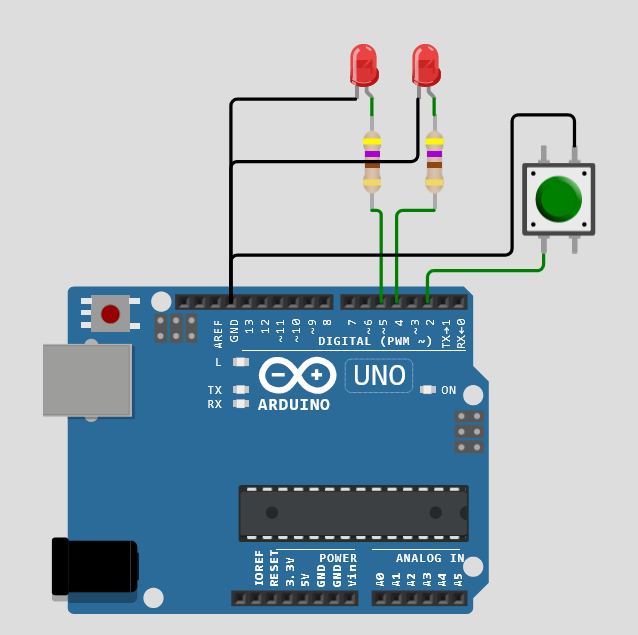 AREF
GND
13
12
~11
~10
~9
8
7
~6
~5
4
~3
2
TX→1
RX←0
DIGITAL (PWM ~)
L
TX
RX
UNO
ON
ARDUINO
IOREF
RESET
3.3V
5V
GND
GND
Vin
POWER
ANALOG IN
A0
A1
A2
A3
A4
A5